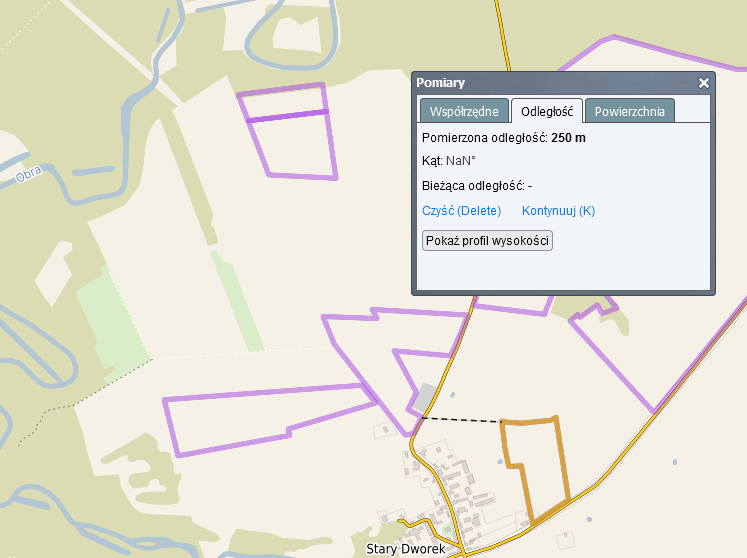 Pomiary
Współrzędne
Odległość
Powierzchnia
Pomierzona odległość: 250 m
Kąt: NaN°
Bieżąca odległość: -
Czyść (Delete)
Kontynuuj (K)
Pokaż profil wysokości
Obra
Stary Dworek